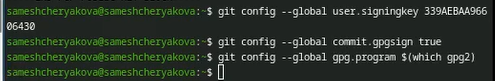 sameshcheryakova@sameshcheryakova:~$ git config --global user.signingkey 339AEBAA966
06430
sameshcheryakova@sameshcheryakova:~$ git config --global commit.gpgsign true
sameshcheryakova@sameshcheryakova:~$ git config --global gpg.program $(which gpg2)
sameshcheryakova@sameshcheryakova:~$